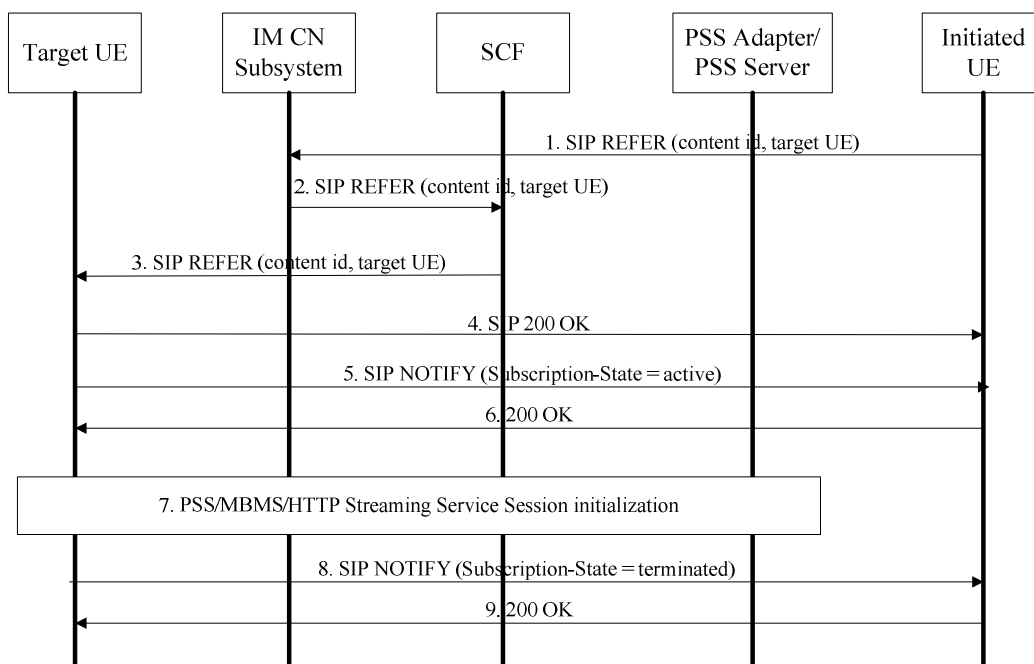 Target UE
IM CN
Subsystem
SCF
PSS Adapter/
PSS Server
Initiated
UE
1. SIP REFER (content id, target UE)
2. SIP REFER (content id, target UE)
3. SIP REFER (content id, target UE)
4. SIP 200 OK
5. SIP NOTIFY (Subscription-State = active)
6. 200 OK
7. PSS/MBMS/HTTP Streaming Service Session initialization
8. SIP NOTIFY (Subscription-State = terminated)
9. 200 OK